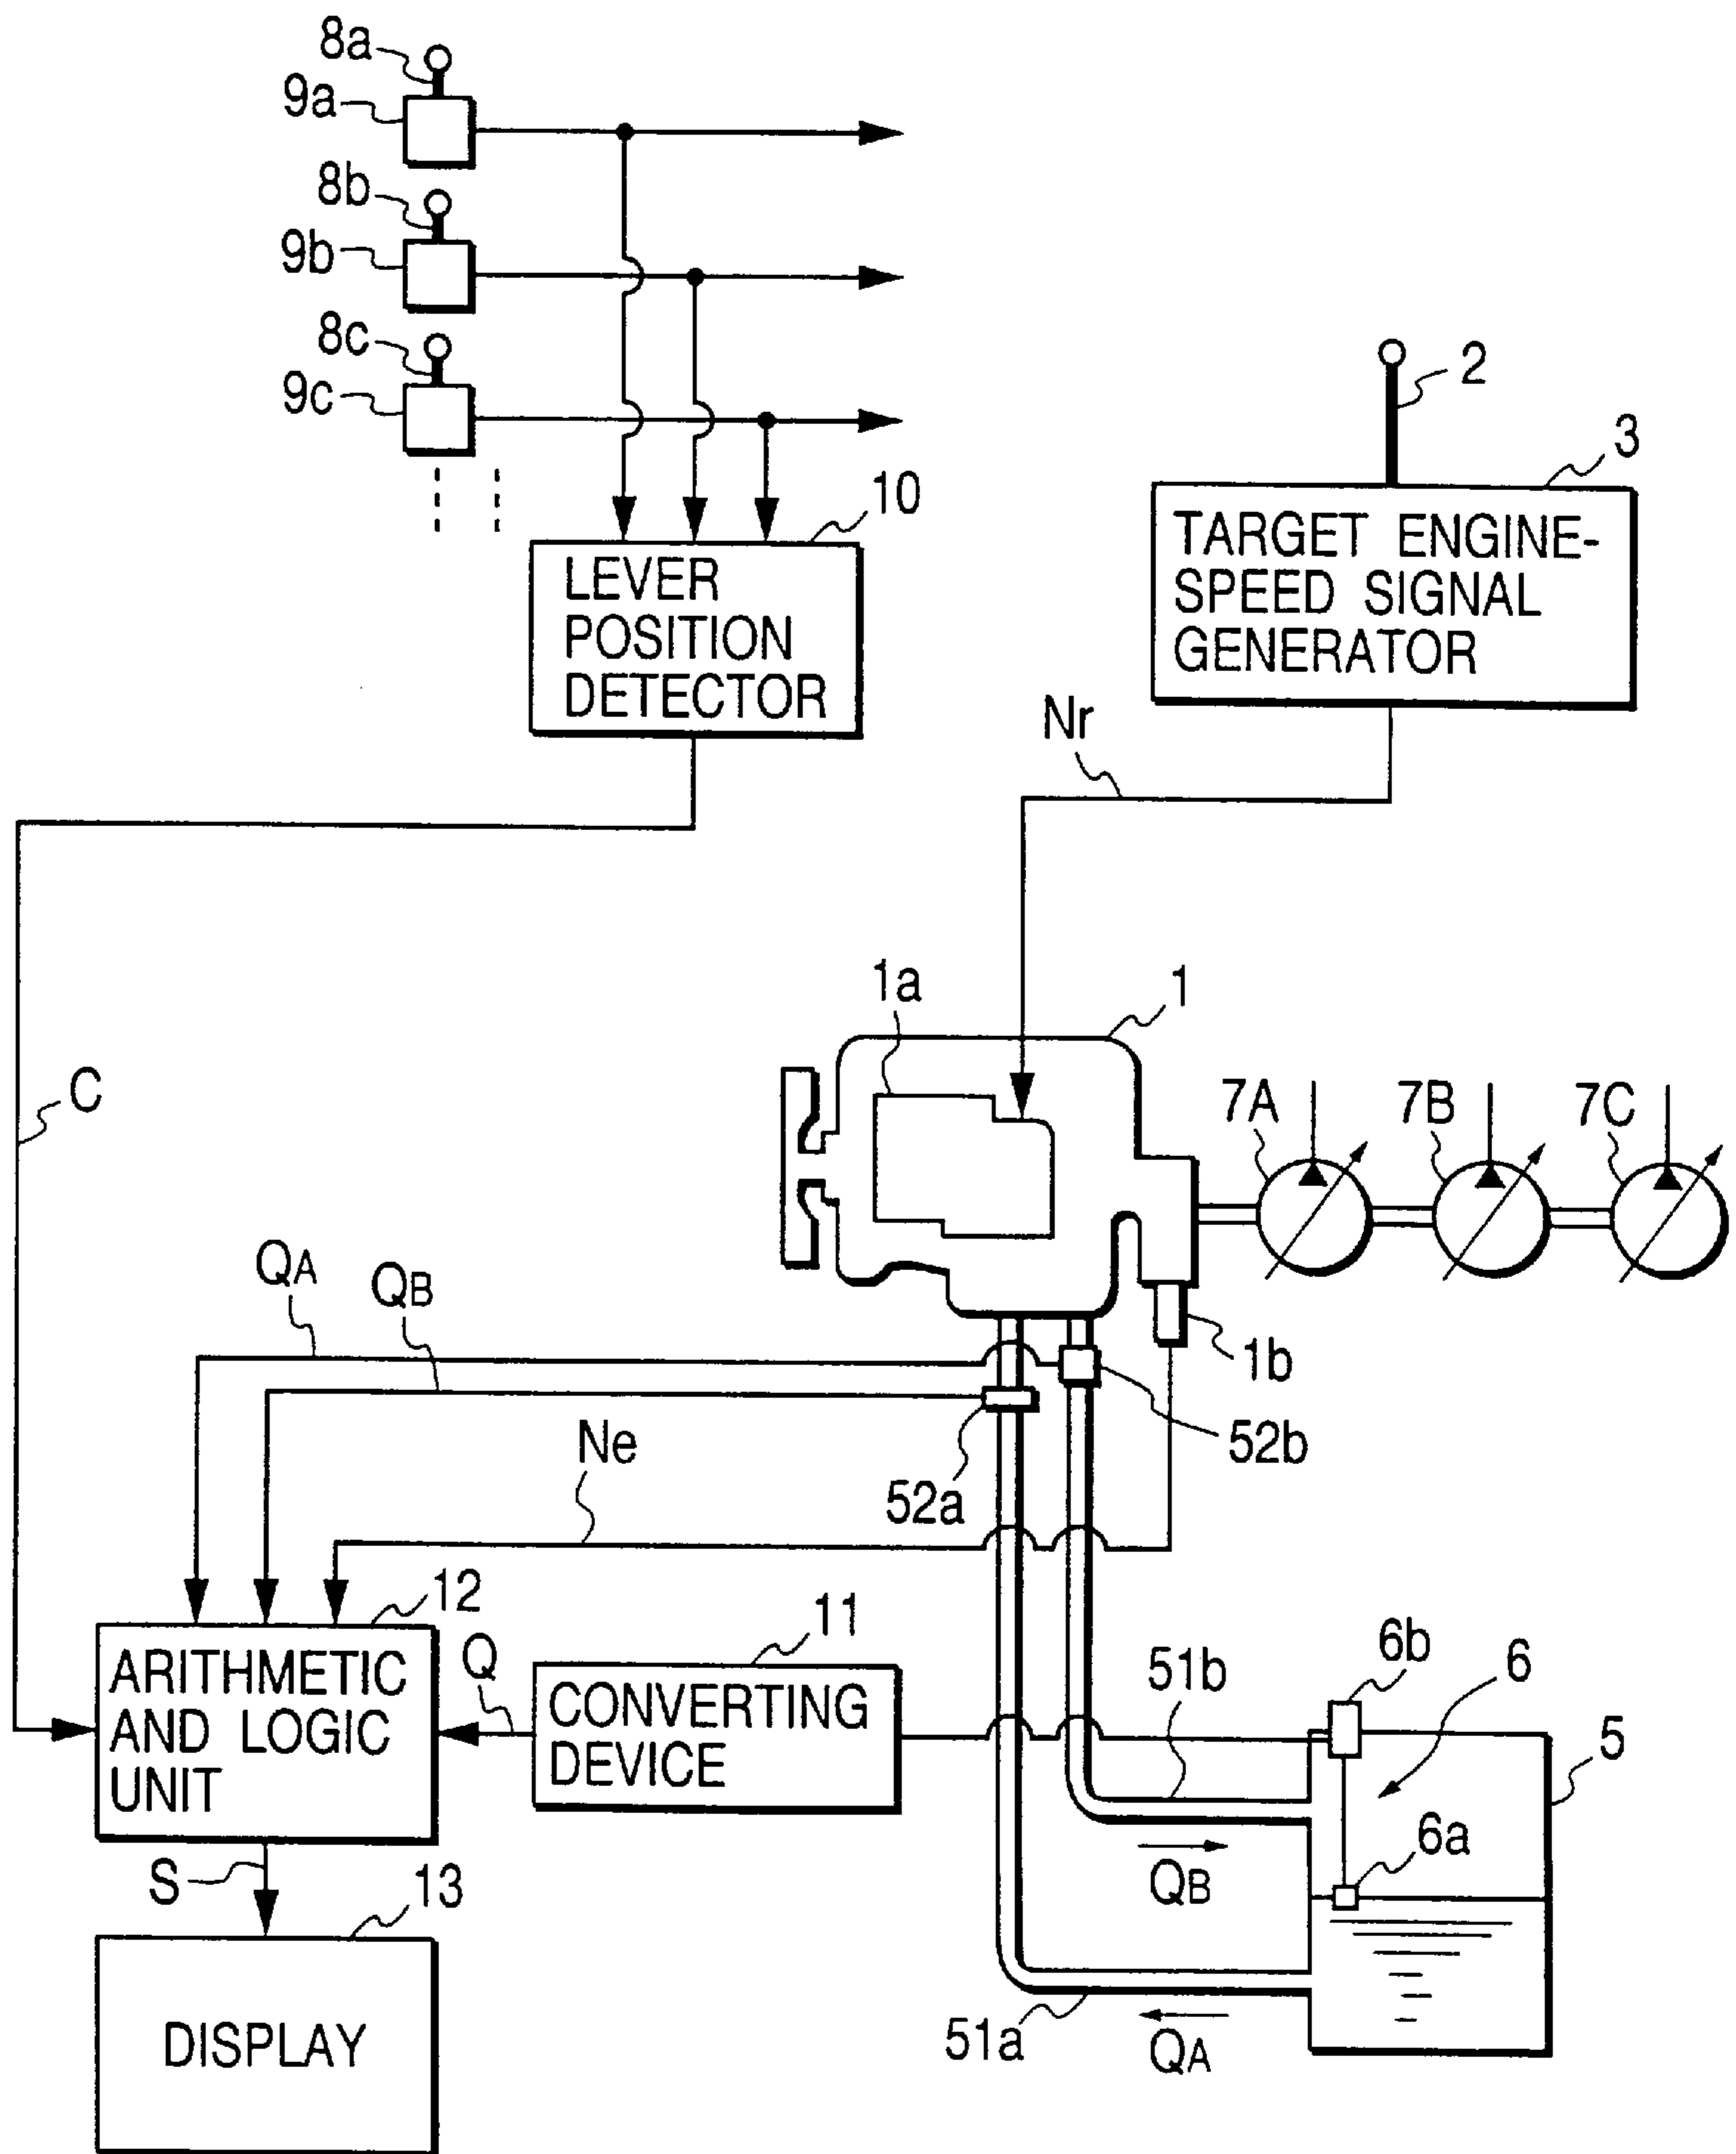 8a
9a
8b
9b
8c
9c
2
3
10
TARGET ENGINE-
SPEED SIGNAL
GENERATOR
LEVER
POSITION
DETECTOR
Nr
1a
1
C
7A
7B
7C
QA
QB
1b
52b
Ne
52a
12
11
6b
6
51b
5
Q
ARITHMETIC
AND LOGIC
UNIT
CONVERTING
DEVICE
6a
QB
S
13
51a
QA
DISPLAY